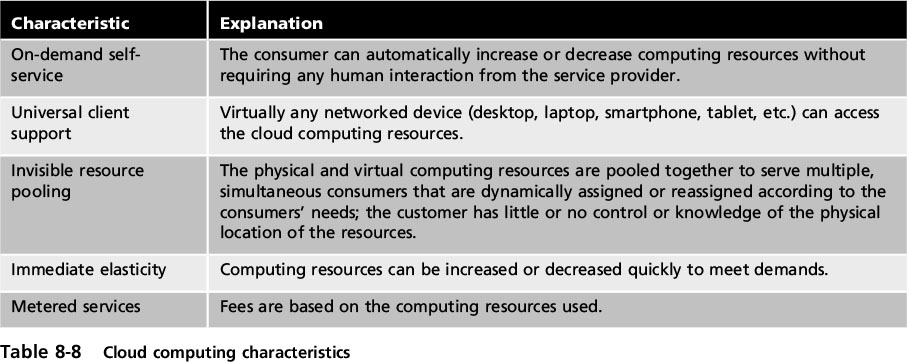 Characteristic Explanation
On-demand self- The consumer can automatically increase or decrease computing resources without
service requiring any human interaction from the service provider.
Universal client Virtually any networked device (desktop, laptop, smartphone, tablet, etc.) can access
support the cloud computing resources.
Invisible resource The physical and virtual computing resources are pooled together to serve multiple,
pooling simultaneous consumers that are dynamically assigned or reassigned according to the
consumers’ needs; the customer has little or no control or knowledge of the physical
location of the resources.
Immediate elasticity Computing resources can be increased or decreased quickly to meet demands.
Metered services Fees are based on the computing resources used.
Table 8-8 Cloud computing characteristics